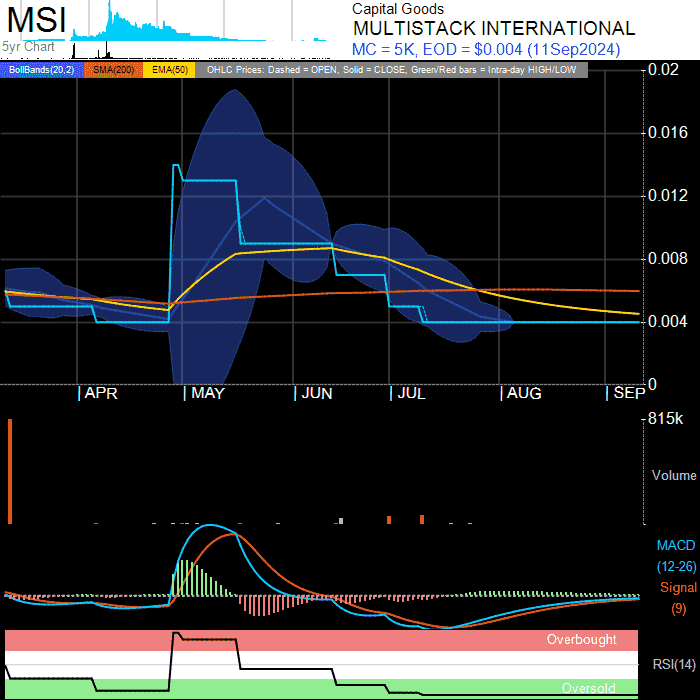 MSI
Capital Goods
MULTISTACK INTERNATIONAL
5yr Chart
MC = 5K, EOD = $0.004 (11Sep2024)
BollBands(20,2) SMA(200) EMA(50) OHLC Prices: Dashed = OPEN, Solid = CLOSE, Green/Red bars = Intra-day HIGH/LOW
0.02
0.016
0.012
0.008
0.004
0
APR MAY JUN JUL AUG SEP
815k
Volume
MACD
(12-26)
Signal
(9)
Overbought
RSI(14)
Oversold